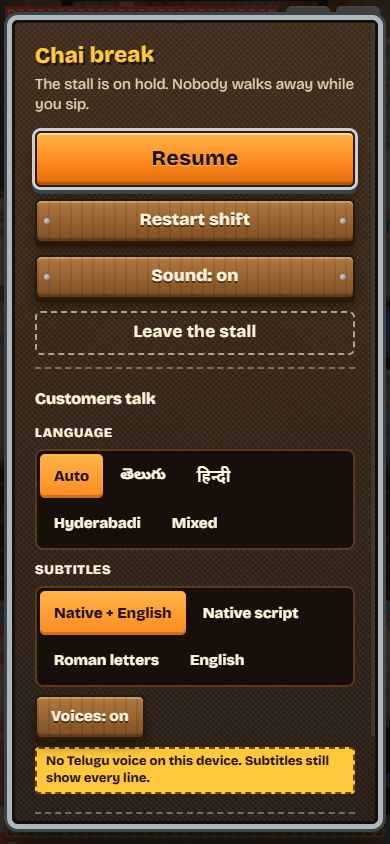 Chai break
The stall is on hold. Nobody walks away while
you sip.
Resume
Restart shift
Sound: on
Leave the stall
Customers talk
LANGUAGE
Auto తెలుగు हिन्दी
Hyderabadi Mixed
SUBTITLES
Native + English Native script
Roman letters English
Voices: on
No Telugu voice on this device. Subtitles still
show every line.